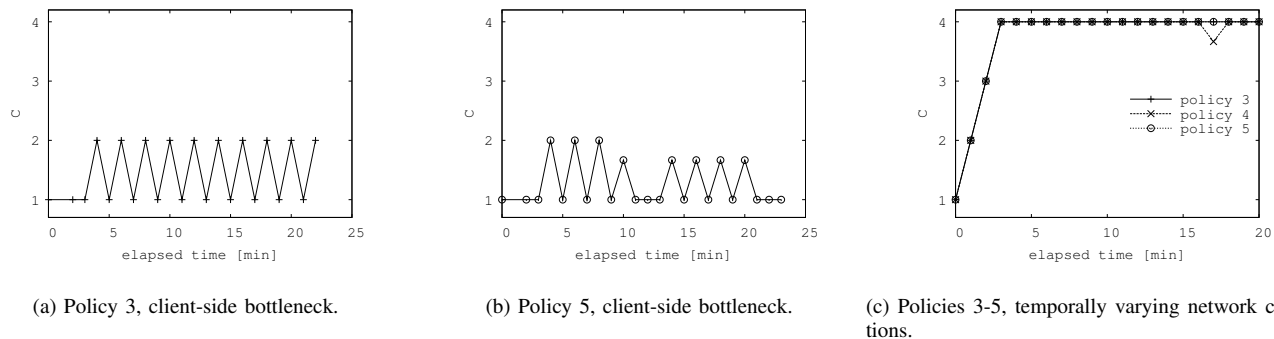 4
3
2
1
C
0 5 10 15 20 25
elapsed time [min]
(a) Policy 3, client-side bottleneck.
4
3
2
1
C
0 5 10 15 20 25
elapsed time [min]
(b) Policy 5, client-side bottleneck.
4
3
2
1
C
policy 3
policy 4
policy 5
0 5 10 15 20
elapsed time [min]
(c) Policies 3-5, temporally varying network c
tions.